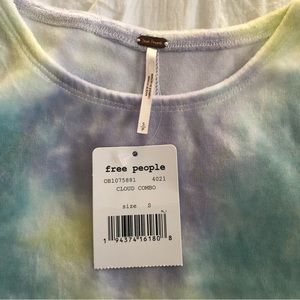 free people
OB1075881 4021
CLOUD COMBO
size S
1 94374 16180 8